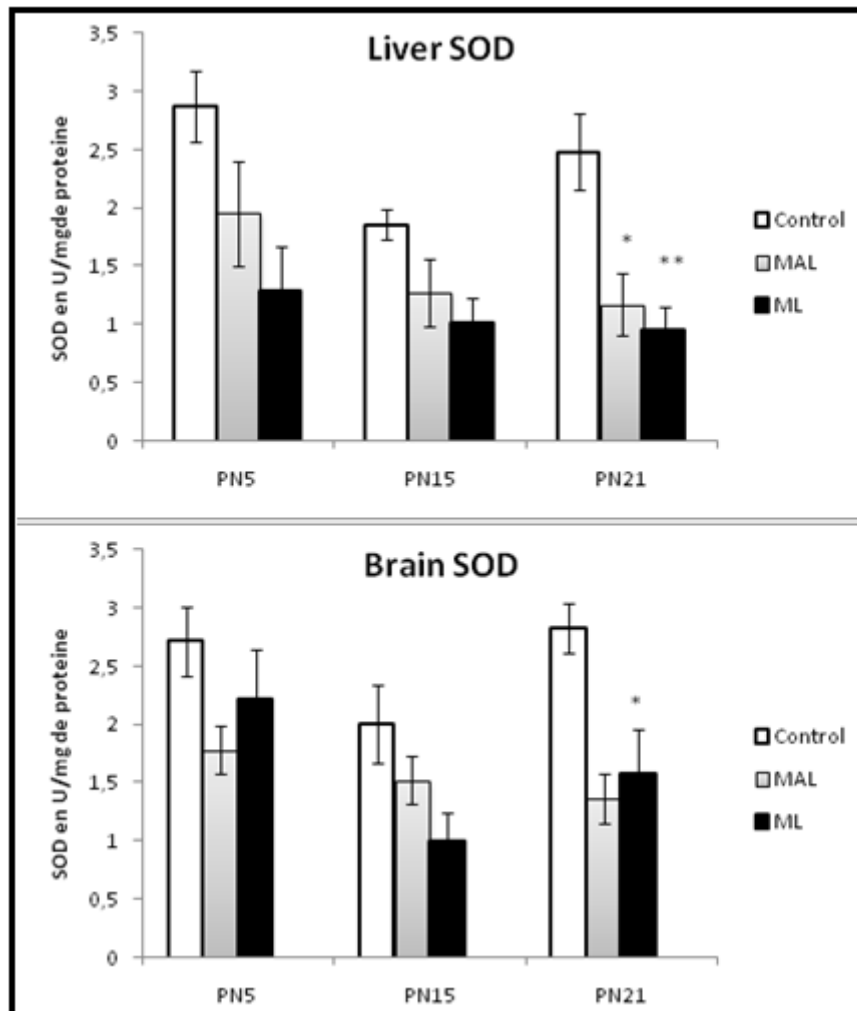 Liver SOD
SOD en U/mgde proteine
3,5
3
2,5
2
1,5
1
0,5
0
*
**
PN5 PN15 PN21
Control
MAL
ML
Brain SOD
SOD en U/mg de proteine
3,5
3
2,5
2
1,5
1
0,5
0
*
PN5 PN15 PN21
Control
MAL
ML